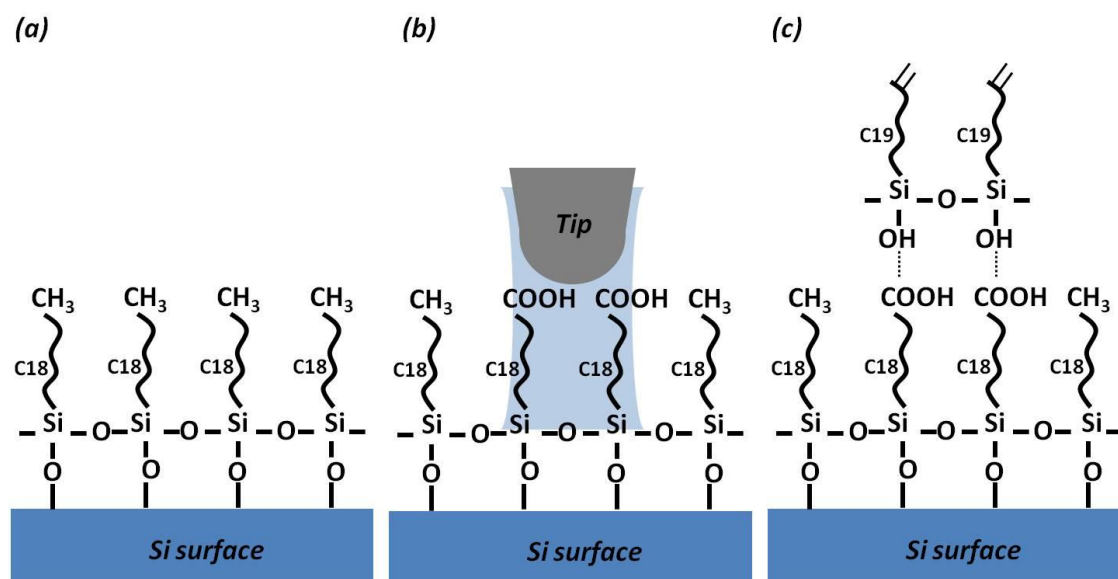 (a)
CH3 CH3 CH3 CH3
C18 C18 C18 C18
Si O Si O Si O Si
O O O O
Si surface
(b)
Tip
CH3 COOH COOH CH3
C18 C18 C18 C18
Si O Si O Si O Si
O O O O
Si surface
(c)
C19 C19
Si O Si
OH OH
CH3 COOH COOH CH3
C18 C18 C18 C18
Si O Si O Si O Si
O O O O
Si surface